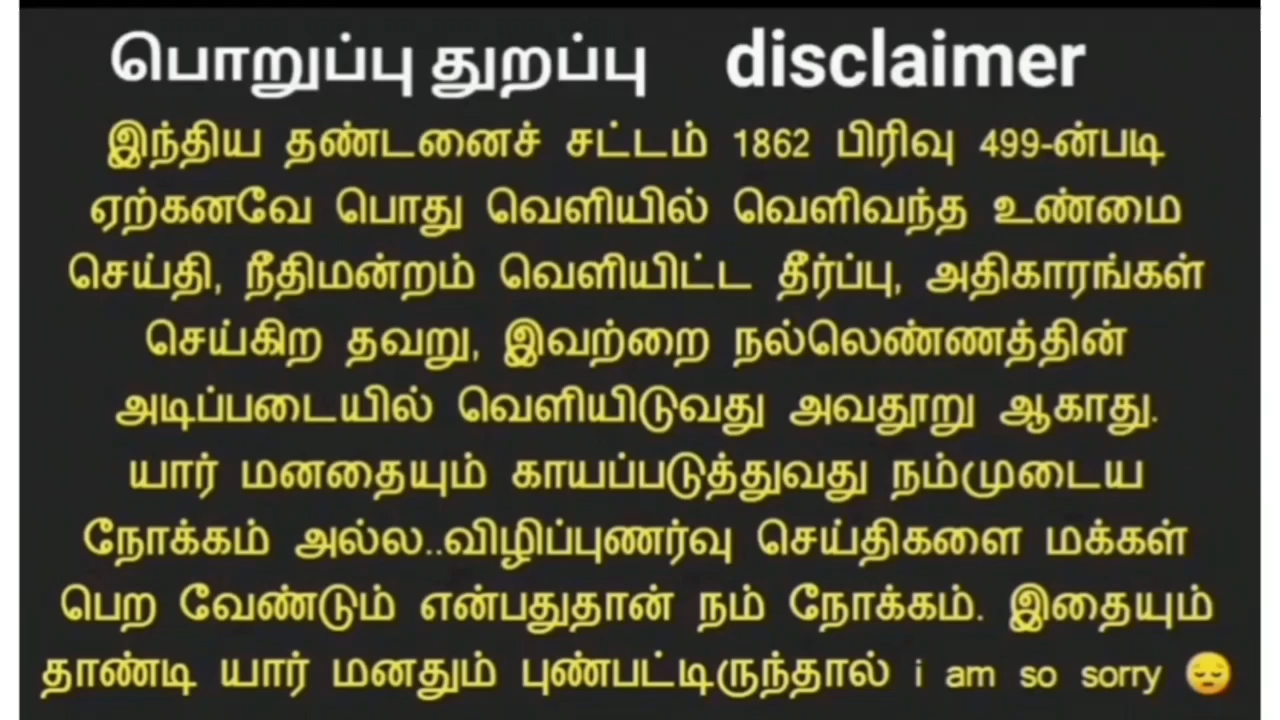 பொறுப்பு துறப்பு disclaimer
இந்திய தண்டனைச் சட்டம் 1862 பிரிவு 499-ன்படி
ஏற்கனவே பொது வெளியில் வெளிவந்த உண்மை
செய்தி, நீதிமன்றம் வெளியிட்ட தீர்ப்பு, அதிகாரங்கள்
செய்கிற தவறு, இவற்றை நல்லெண்ணத்தின்
அடிப்படையில் வெளியிடுவது அவதூறு ஆகாது.
யார் மனதையும் காயப்படுத்துவது நம்முடைய
நோக்கம் அல்ல..விழிப்புணர்வு செய்திகளை மக்கள்
பெற வேண்டும் என்பதுதான் நம் நோக்கம். இதையும்
தாண்டி யார் மனதும் புண்பட்டிருந்தால் i am so sorry 😔